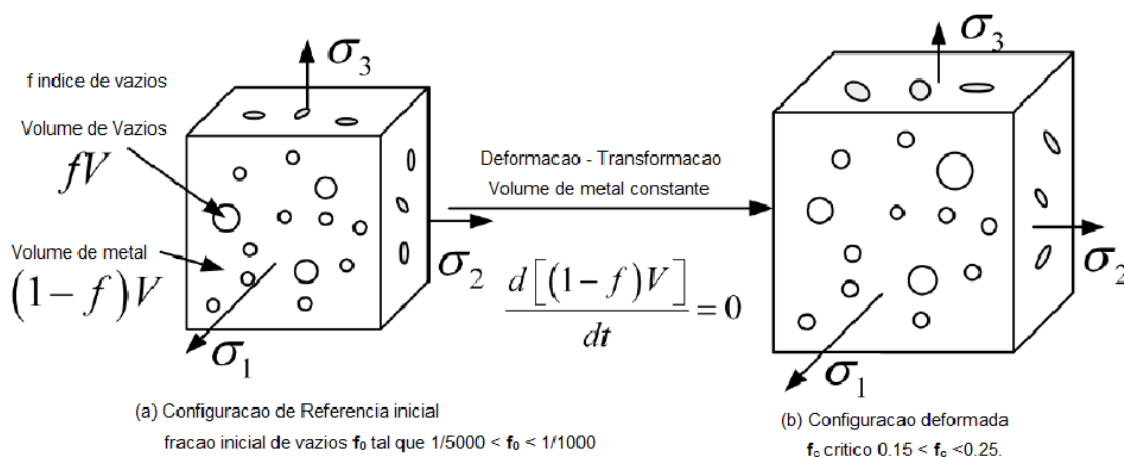 σ₃
f indice de vazios
Volume de Vazios
fV
Volume de metal
(1−f)V
σ₂
σ₁
Deformacao - Transformacao
Volume de metal constante
d[(1−f)V]/dt = 0
σ₃
σ₂
σ₁
(a) Configuracao de Referencia inicial
fracao inicial de vazios f₀ tal que 1/5000 < f₀ < 1/1000
(b) Configuracao deformada
f꜀ critico 0.15 < f꜀ <0.25.